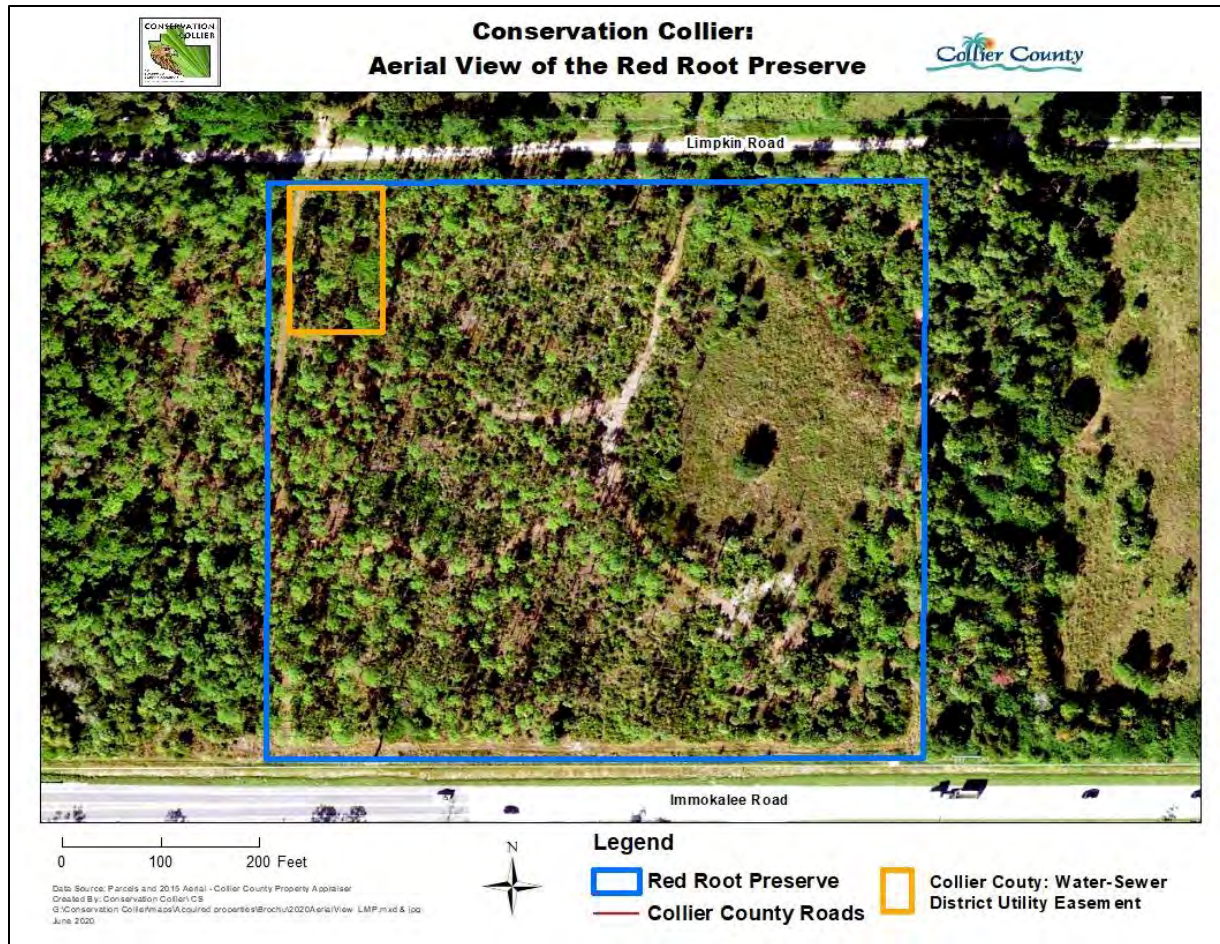 CONSERVATION
COLLIER
Conservation Collier:
Aerial View of the Red Root Preserve
Collier County
Limpkin Road
Immokalee Road
0 100 200 Feet
N
Legend
Red Root Preserve
Collier County Roads
Collier Couty: Water-Sewer
District Utility Easement
Data Source: Parcels and 2015 Aerial - Collier County Property Appraiser
Created By: Conservation Collier\ CS
June 2020